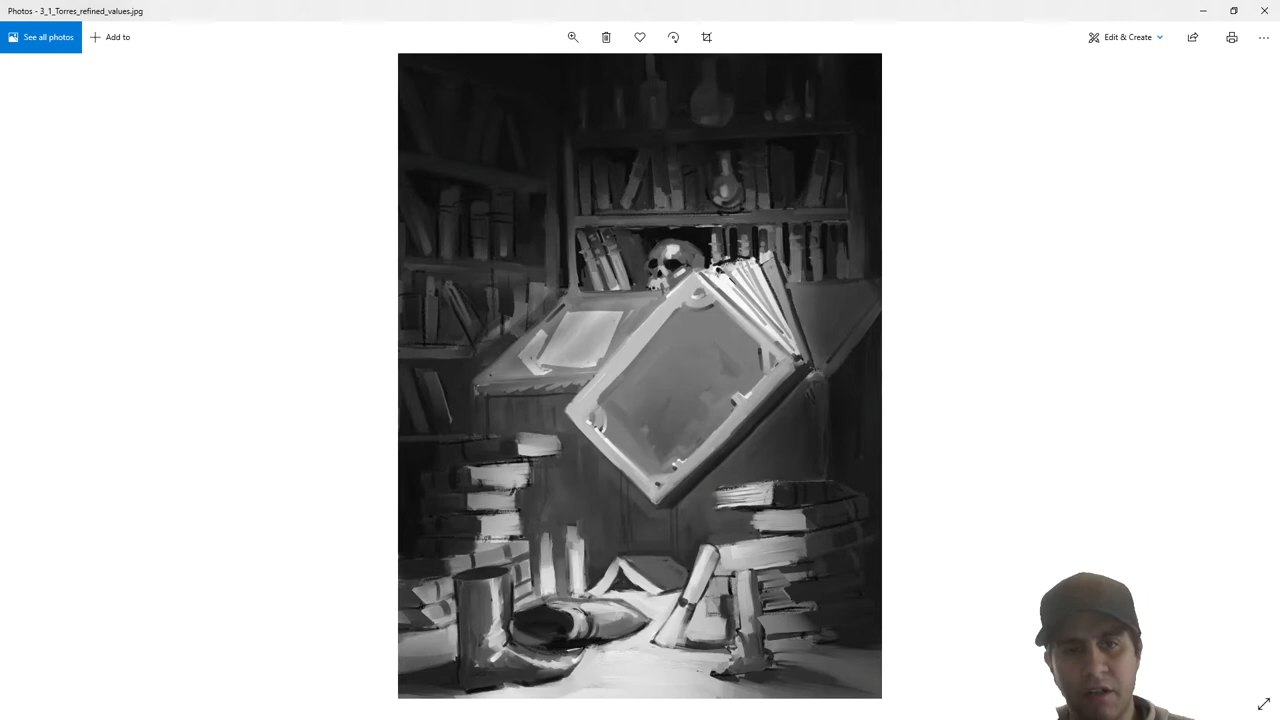 Photos - 3_1_Torres_refined_values.jpg
See all photos
Add to
Edit & Create